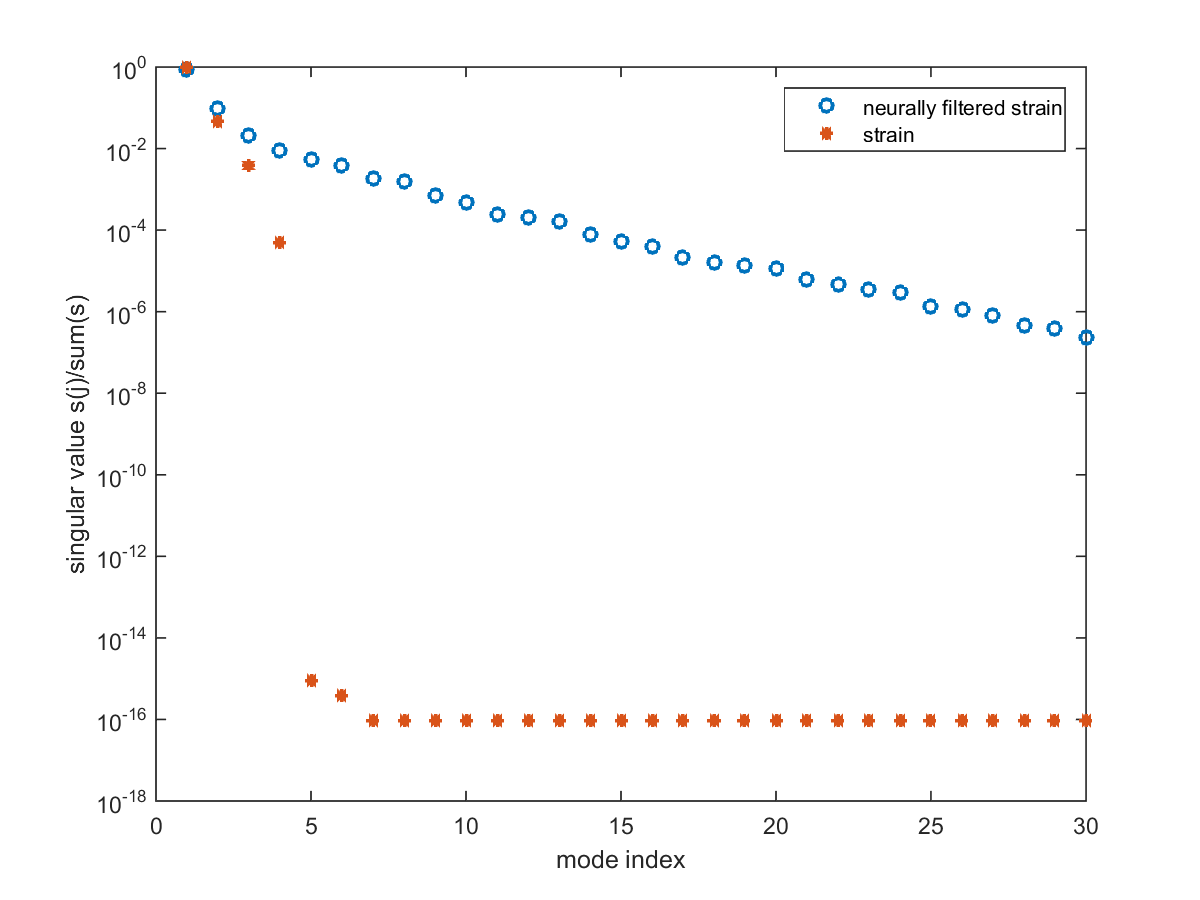 neurally filtered strain
strain
singular value s(j)/sum(s)
10^0
10^-2
10^-4
10^-6
10^-8
10^-10
10^-12
10^-14
10^-16
10^-18
0 5 10 15 20 25 30
mode index